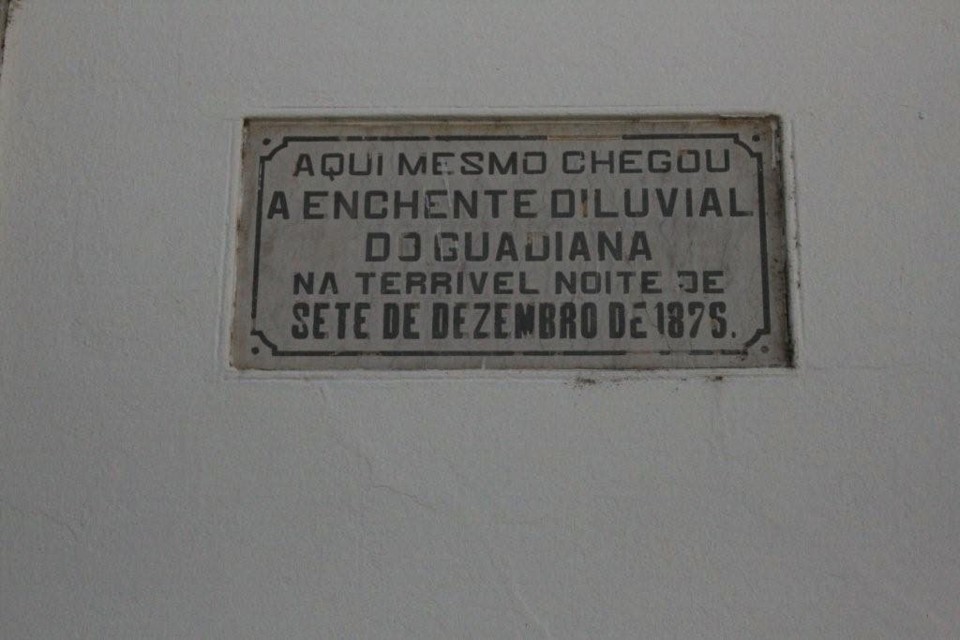 AQUI MESMO CHEGOU
A ENCHENTE DILUVIAL
DO GUADIANA
NA TERRIVEL NOITE DE
SETE DE DEZEMBRO DE 1876.